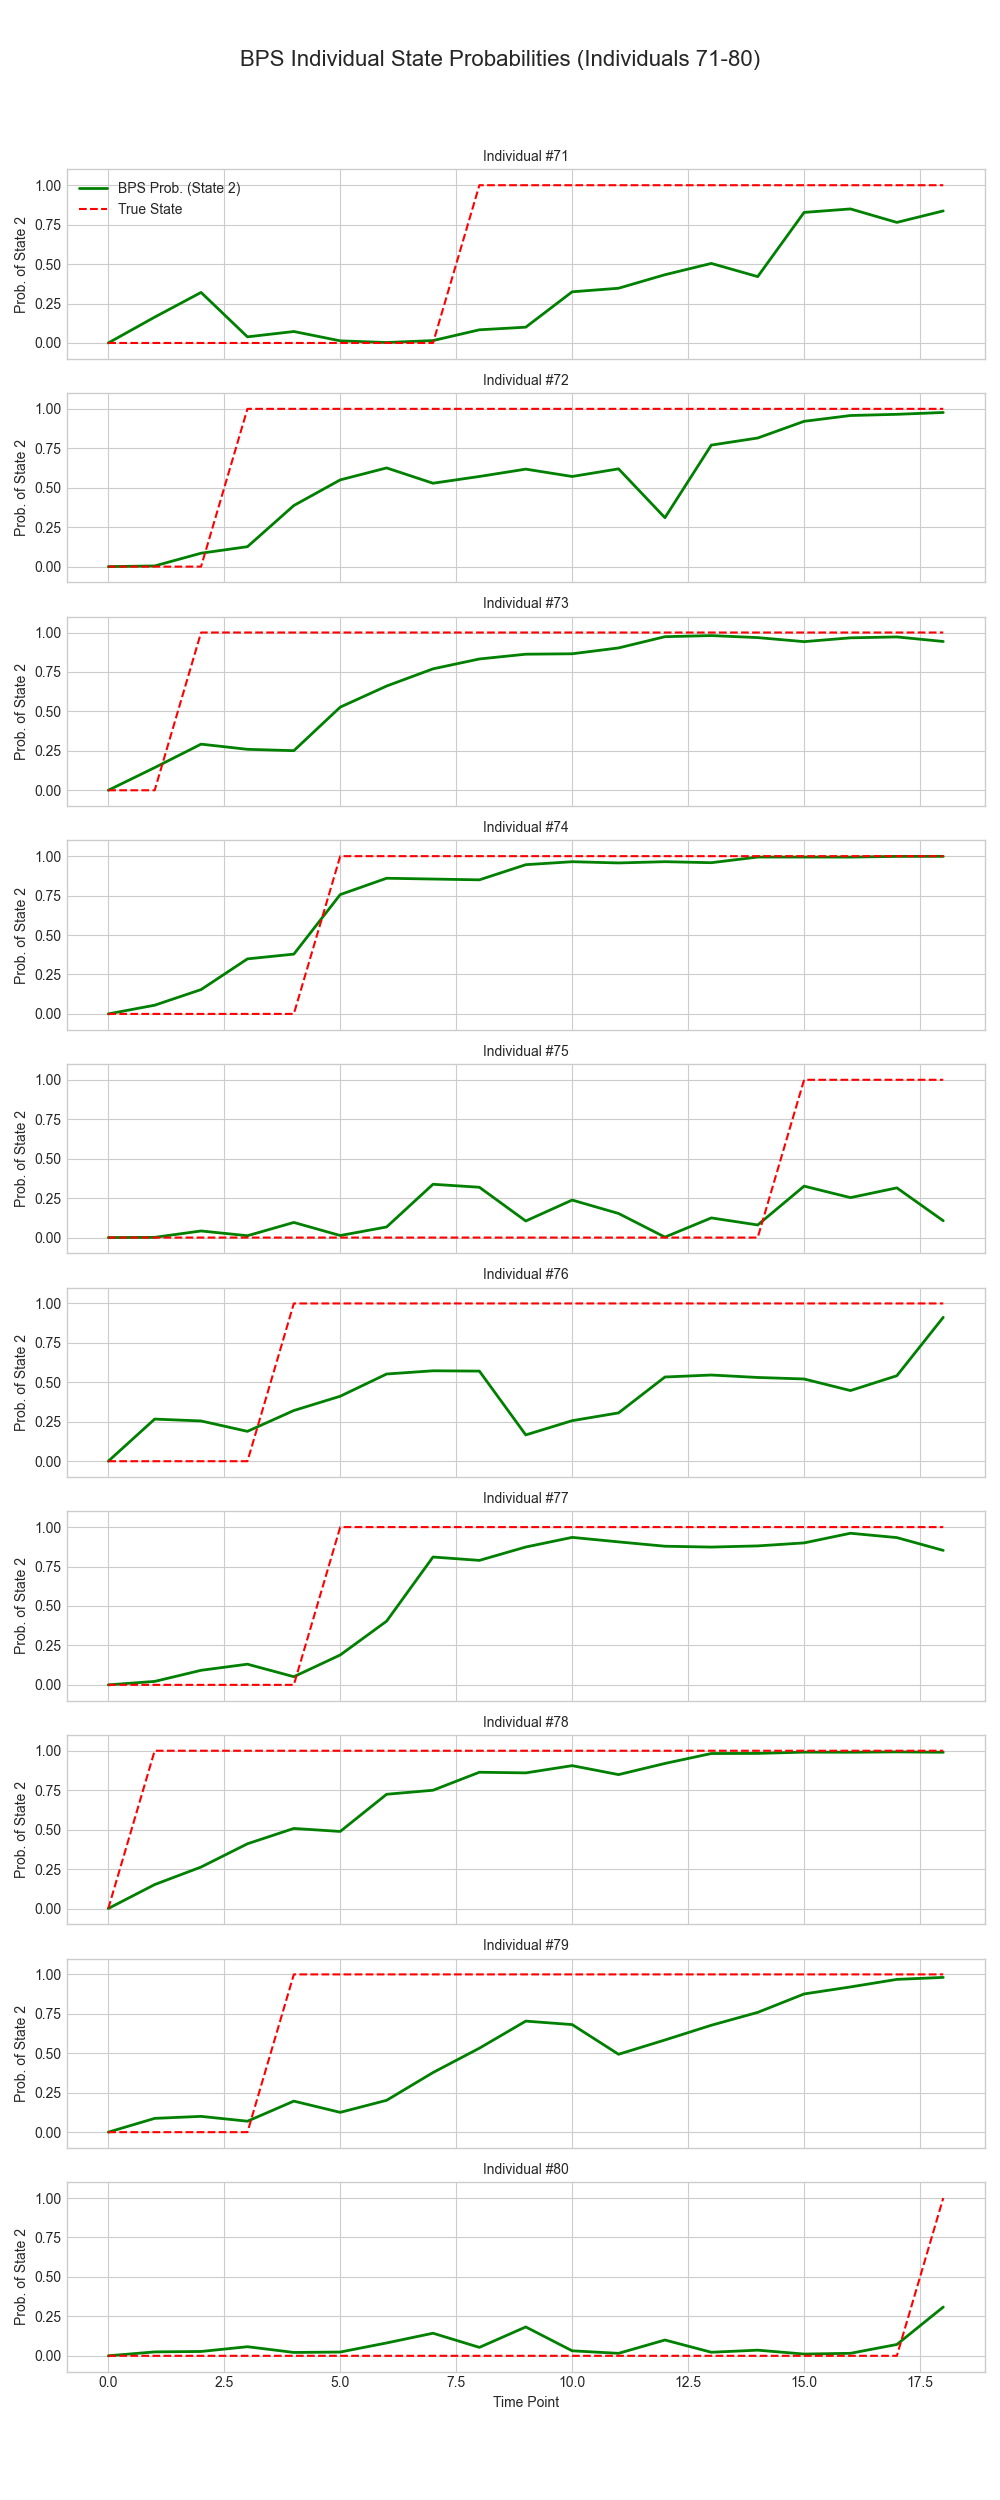 BPS Individual State Probabilities (Individuals 71-80)
Individual #71
BPS Prob. (State 2)
True State
Prob. of State 2
1.00
0.75
0.50
0.25
0.00
Individual #72
Prob. of State 2
1.00
0.75
0.50
0.25
0.00
Individual #73
Prob. of State 2
1.00
0.75
0.50
0.25
0.00
Individual #74
Prob. of State 2
1.00
0.75
0.50
0.25
0.00
Individual #75
Prob. of State 2
1.00
0.75
0.50
0.25
0.00
Individual #76
Prob. of State 2
1.00
0.75
0.50
0.25
0.00
Individual #77
Prob. of State 2
1.00
0.75
0.50
0.25
0.00
Individual #78
Prob. of State 2
1.00
0.75
0.50
0.25
0.00
Individual #79
Prob. of State 2
1.00
0.75
0.50
0.25
0.00
Individual #80
Prob. of State 2
1.00
0.75
0.50
0.25
0.00
0.0 2.5 5.0 7.5 10.0 12.5 15.0 17.5
Time Point